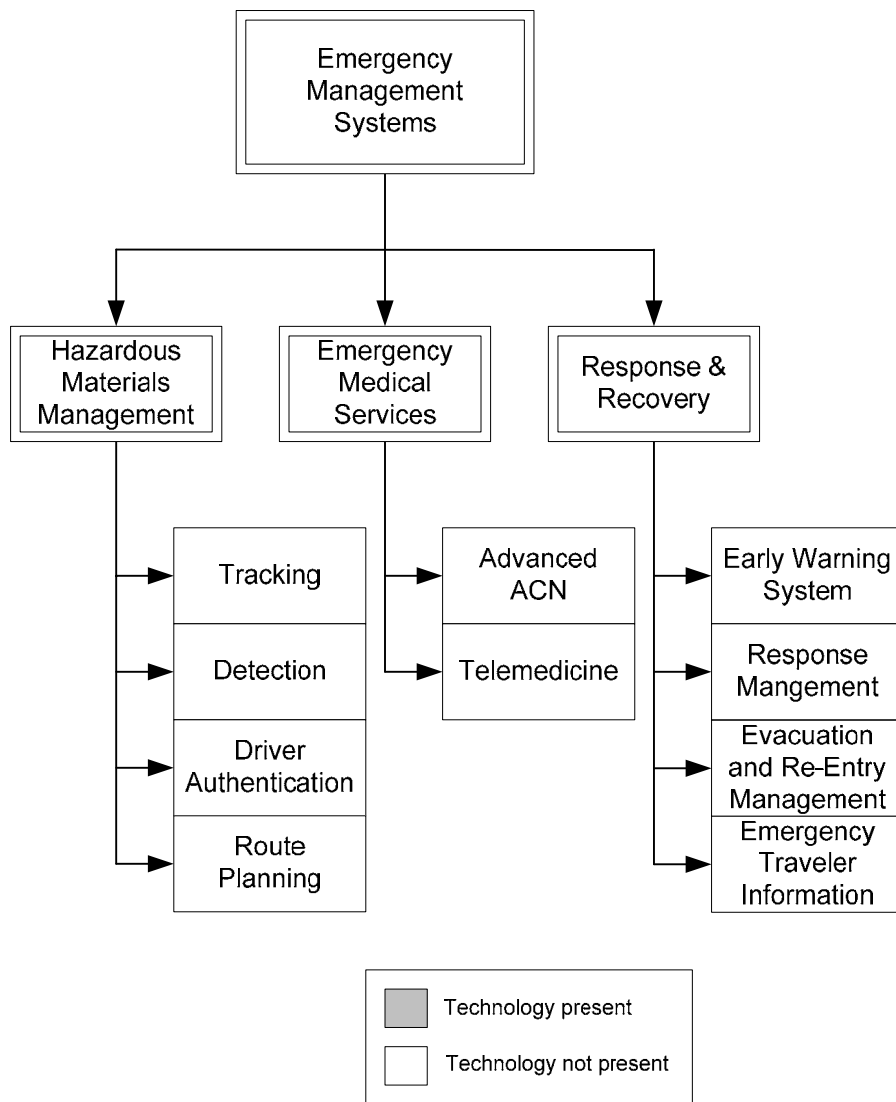 Emergency
Management
Systems
Hazardous
Materials
Management
Emergency
Medical
Services
Response &
Recovery
Tracking
Detection
Driver
Authentication
Route
Planning
Advanced
ACN
Telemedicine
Early Warning
System
Response
Mangement
Evacuation
and Re-Entry
Management
Emergency
Traveler
Information
Technology present
Technology not present